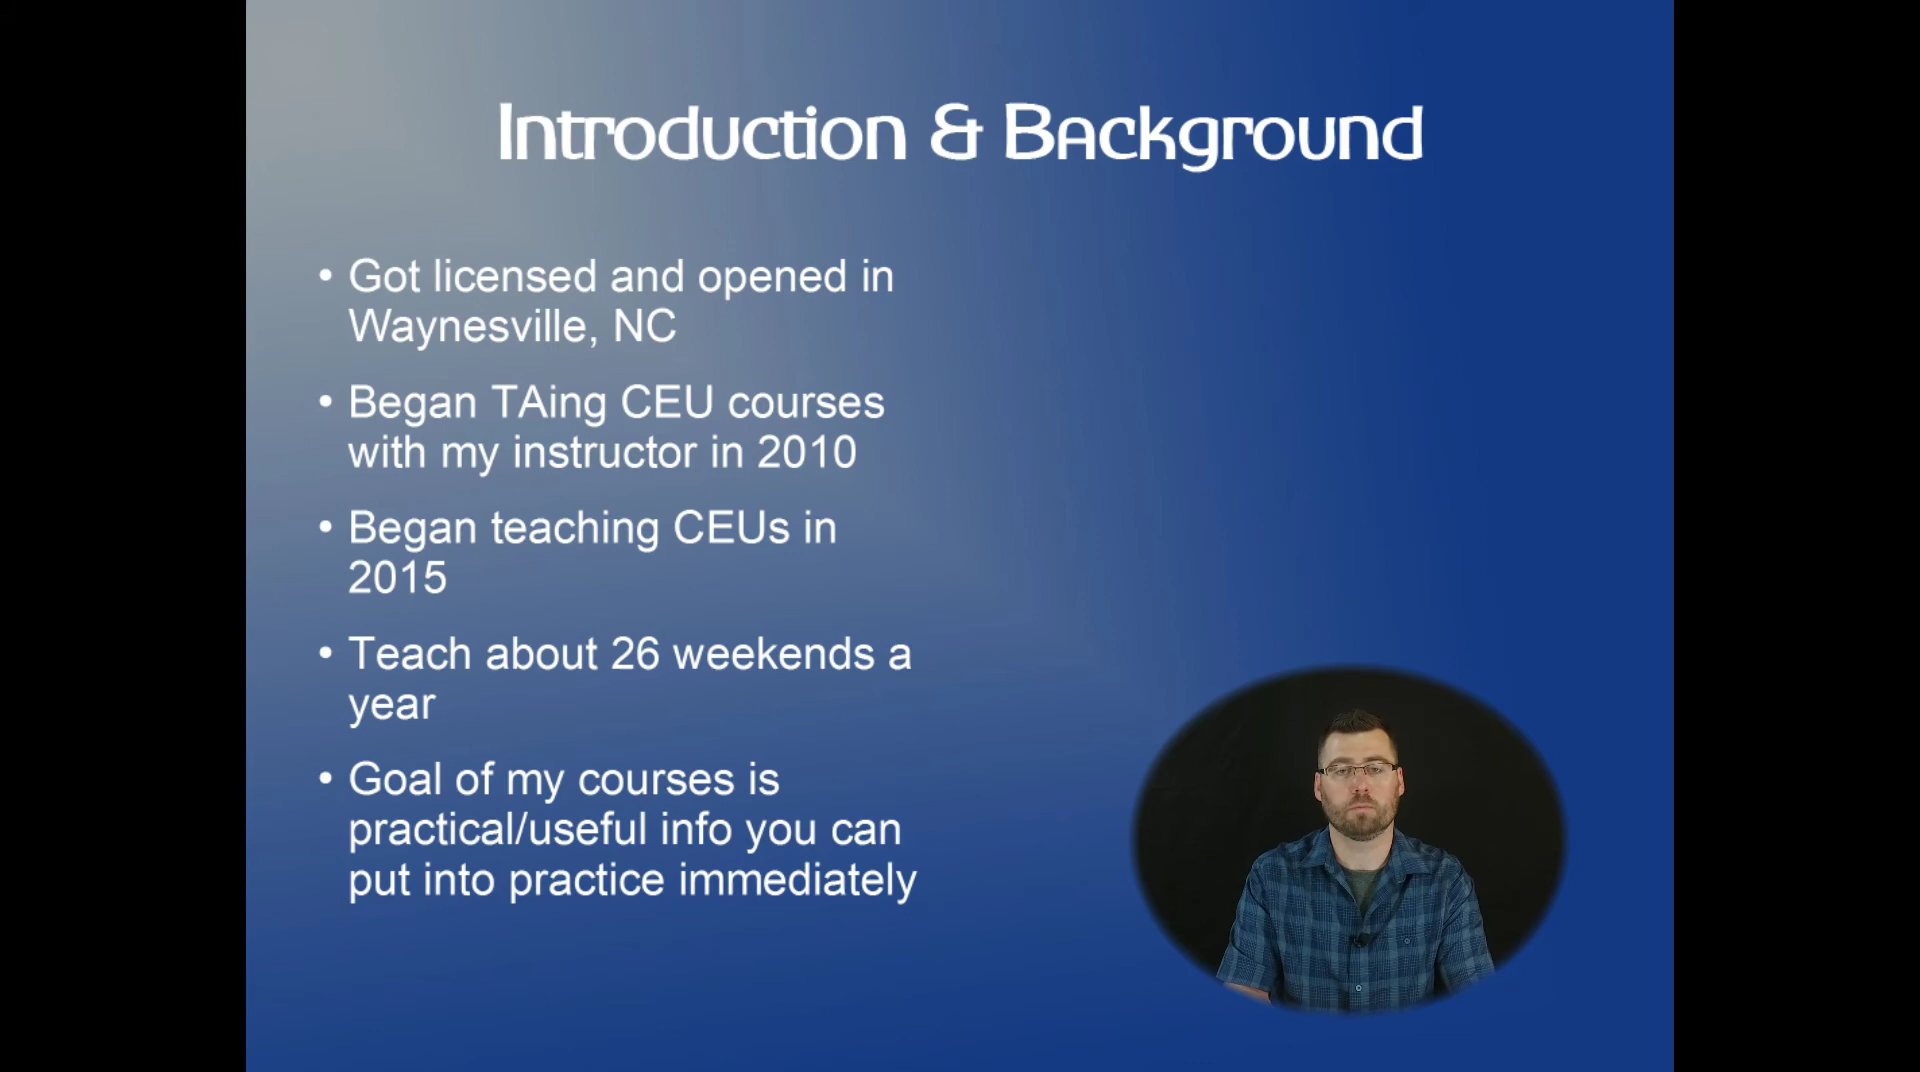 Introduction & Background
• Got licensed and opened in
Waynesville, NC
• Began TAing CEU courses
with my instructor in 2010
• Began teaching CEUs in
2015
• Teach about 26 weekends a
year
• Goal of my courses is
practical/useful info you can
put into practice immediately